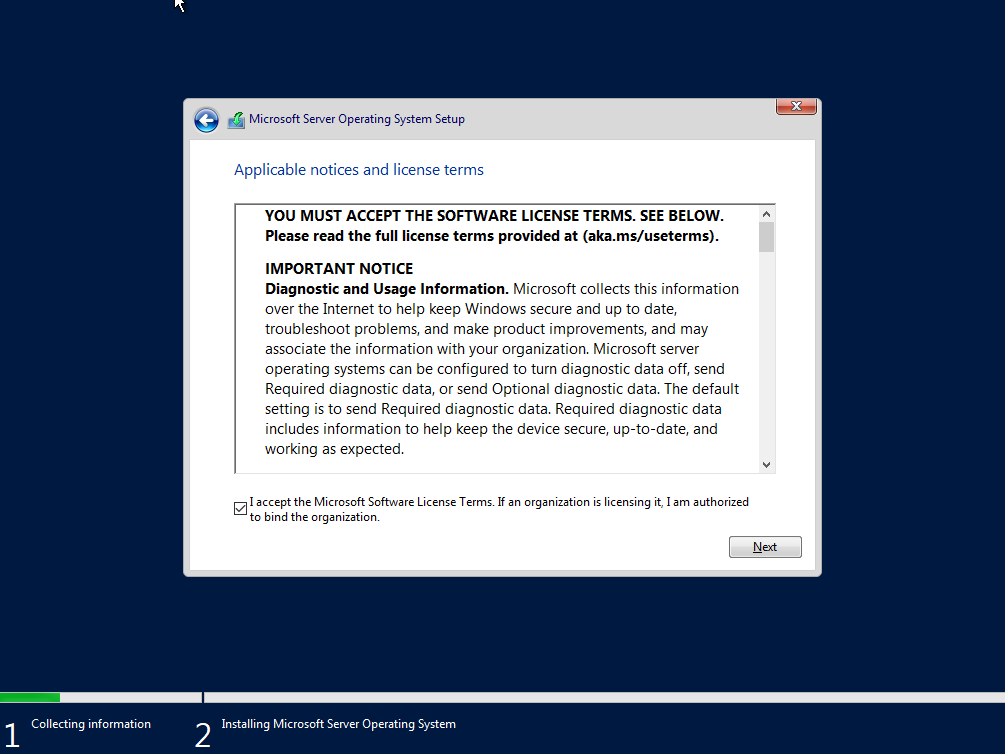 Microsoft Server Operating System Setup
Applicable notices and license terms
YOU MUST ACCEPT THE SOFTWARE LICENSE TERMS. SEE BELOW.
Please read the full license terms provided at (aka.ms/useterms).
IMPORTANT NOTICE
Diagnostic and Usage Information. Microsoft collects this information
over the Internet to help keep Windows secure and up to date,
troubleshoot problems, and make product improvements, and may
associate the information with your organization. Microsoft server
operating systems can be configured to turn diagnostic data off, send
Required diagnostic data, or send Optional diagnostic data. The default
setting is to send Required diagnostic data. Required diagnostic data
includes information to help keep the device secure, up-to-date, and
working as expected.
I accept the Microsoft Software License Terms. If an organization is licensing it, I am authorized
to bind the organization.
Next
1 Collecting information
2 Installing Microsoft Server Operating System